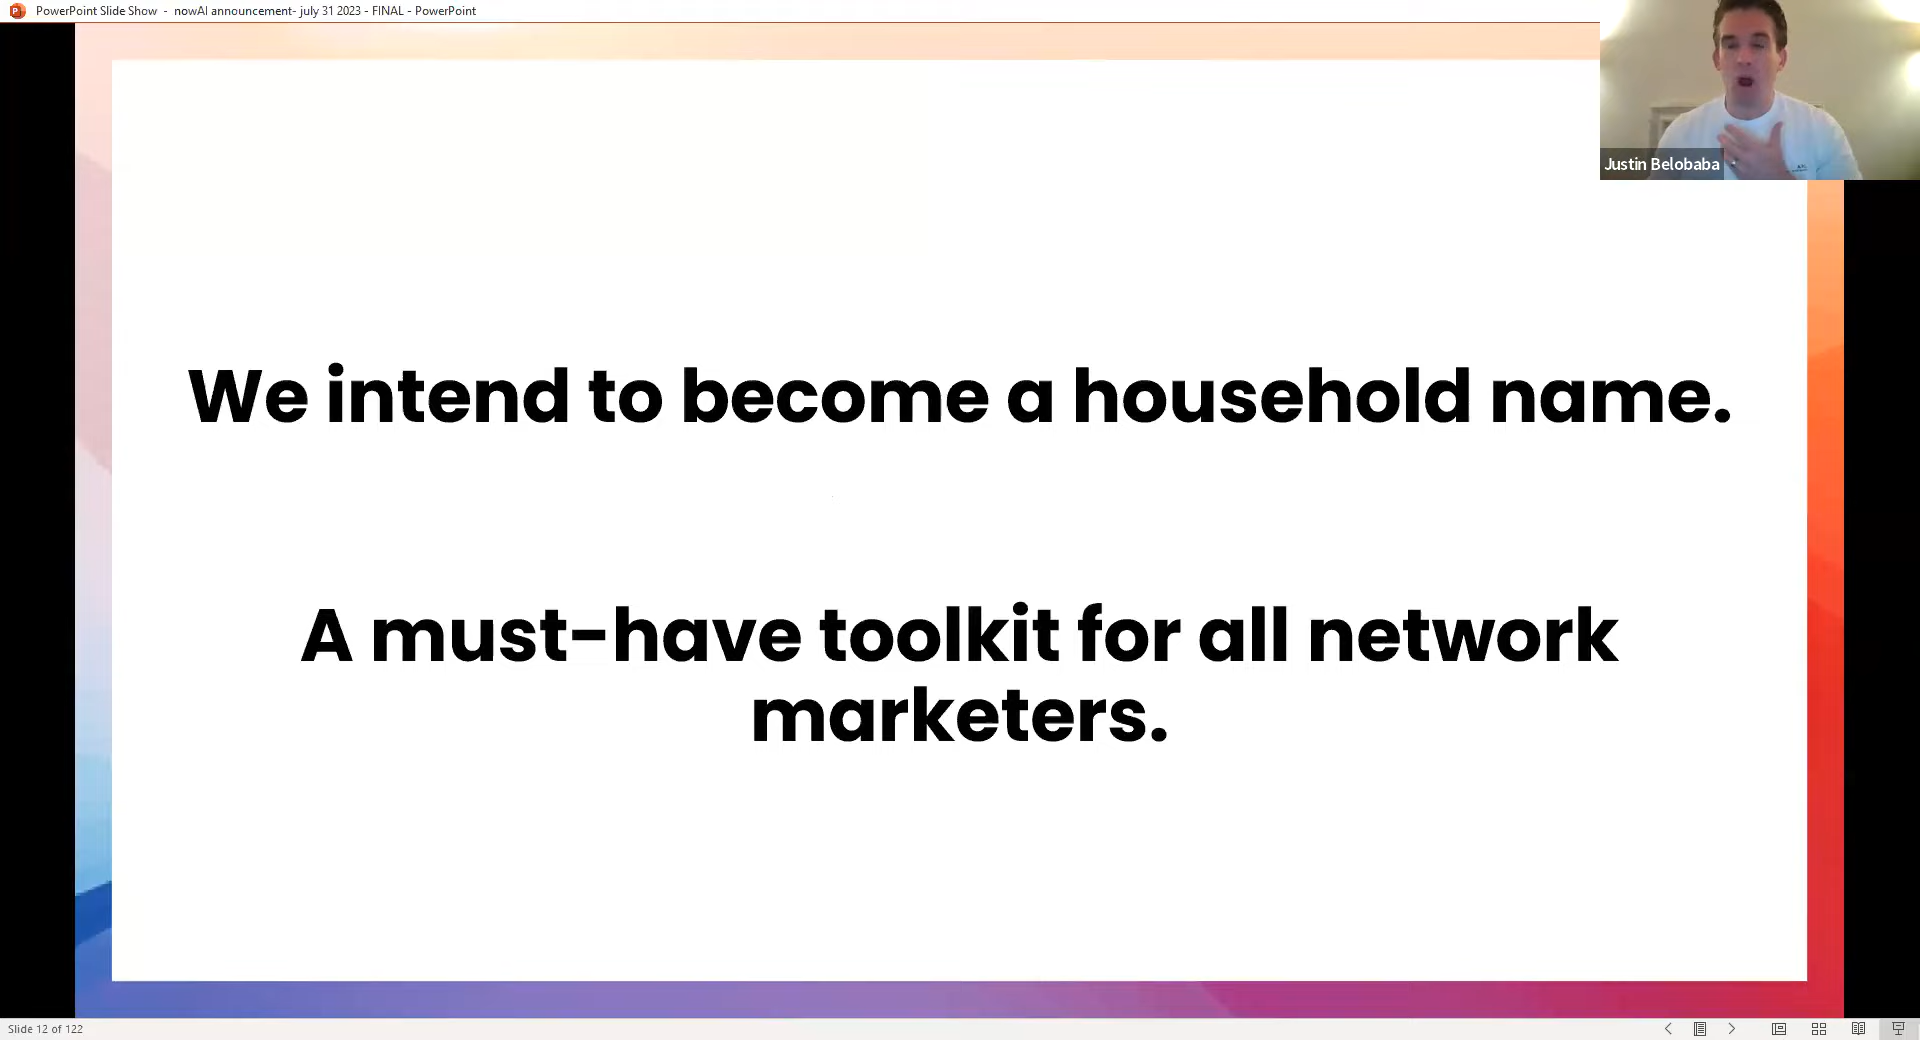 PowerPoint Slide Show - nowAI announcement- july 31 2023 - FINAL - PowerPoint
Justin Belobaba
We intend to become a household name.
A must-have toolkit for all network
marketers.
Slide 12 of 122